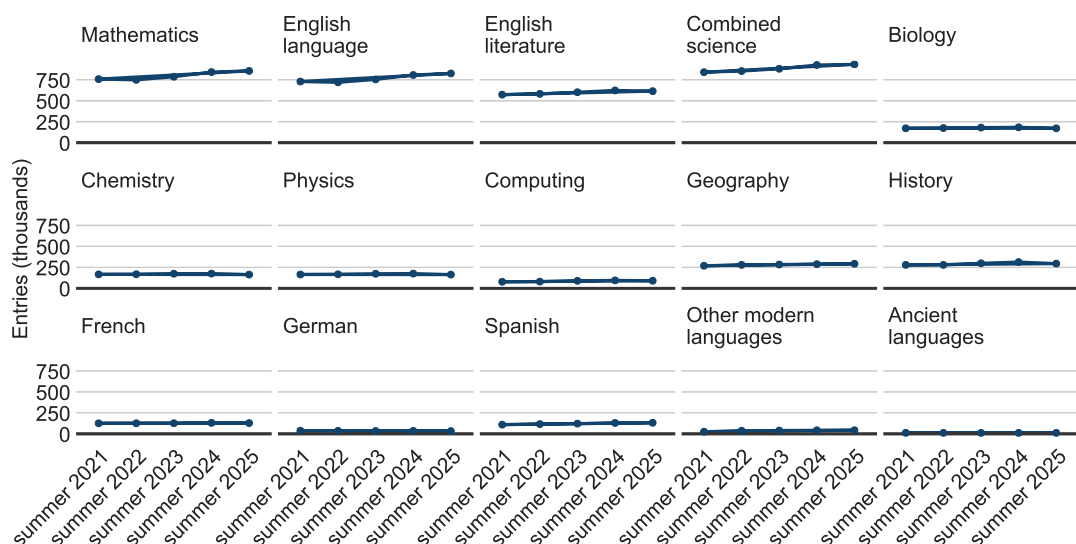 Mathematics
English
language
English
literature
Combined
science
Biology
750
500
250
0
Chemistry
Physics
Computing
Geography
History
750
500
250
0
French
German
Spanish
Other modern
languages
Ancient
languages
750
500
250
0
Entries (thousands)
summer 2021
summer 2022
summer 2023
summer 2024
summer 2025
summer 2021
summer 2022
summer 2023
summer 2024
summer 2025
summer 2021
summer 2022
summer 2023
summer 2024
summer 2025
summer 2021
summer 2022
summer 2023
summer 2024
summer 2025
summer 2021
summer 2022
summer 2023
summer 2024
summer 2025